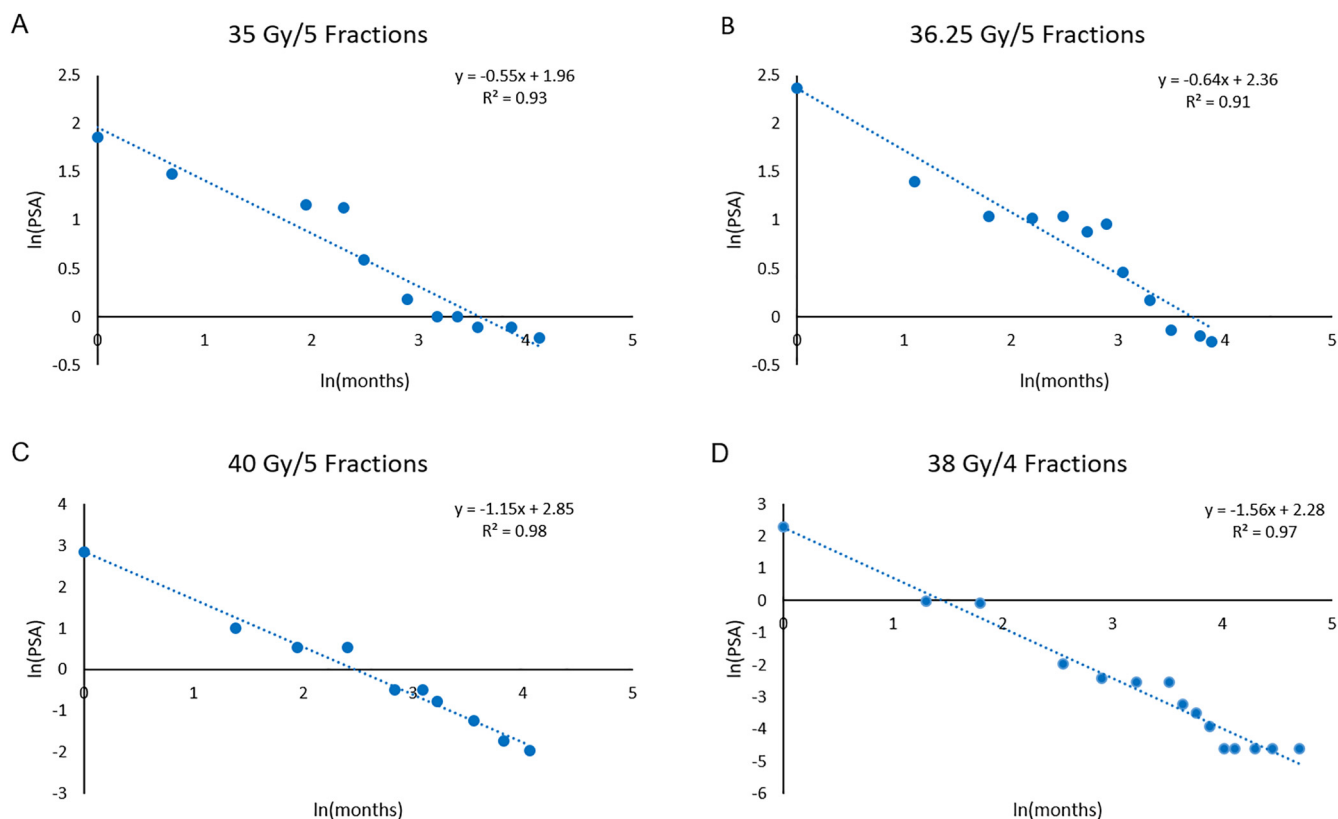 A
35 Gy/5 Fractions
y = -0.55x + 1.96
R² = 0.93
2.5
2
1.5
1
0.5
0
-0.5
ln(PSA)
0 1 2 3 4 5
ln(months)
B
36.25 Gy/5 Fractions
y = -0.64x + 2.36
R² = 0.91
2.5
2
1.5
1
0.5
0
-0.5
ln(PSA)
0 1 2 3 4 5
ln(months)
C
40 Gy/5 Fractions
y = -1.15x + 2.85
R² = 0.98
4
3
2
1
0
-1
-2
-3
ln(PSA)
0 1 2 3 4 5
ln(months)
D
38 Gy/4 Fractions
y = -1.56x + 2.28
R² = 0.97
3
2
1
0
-1
-2
-3
-4
-5
-6
ln(PSA)
0 1 2 3 4 5
ln(months)